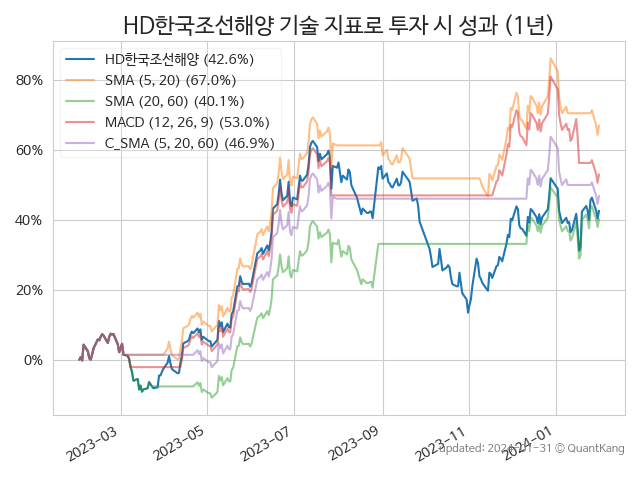 HD한국조선해양 기술 지표로 투자 시 성과 (1년)
HD한국조선해양 (42.6%)
SMA (5, 20) (67.0%)
SMA (20, 60) (40.1%)
MACD (12, 26, 9) (53.0%)
C_SMA (5, 20, 60) (46.9%)
80%
60%
40%
20%
0%
2023-03
2023-05
2023-07
2023-09
2023-11
2024-01
updated: 2024-01-31 © QuantKang